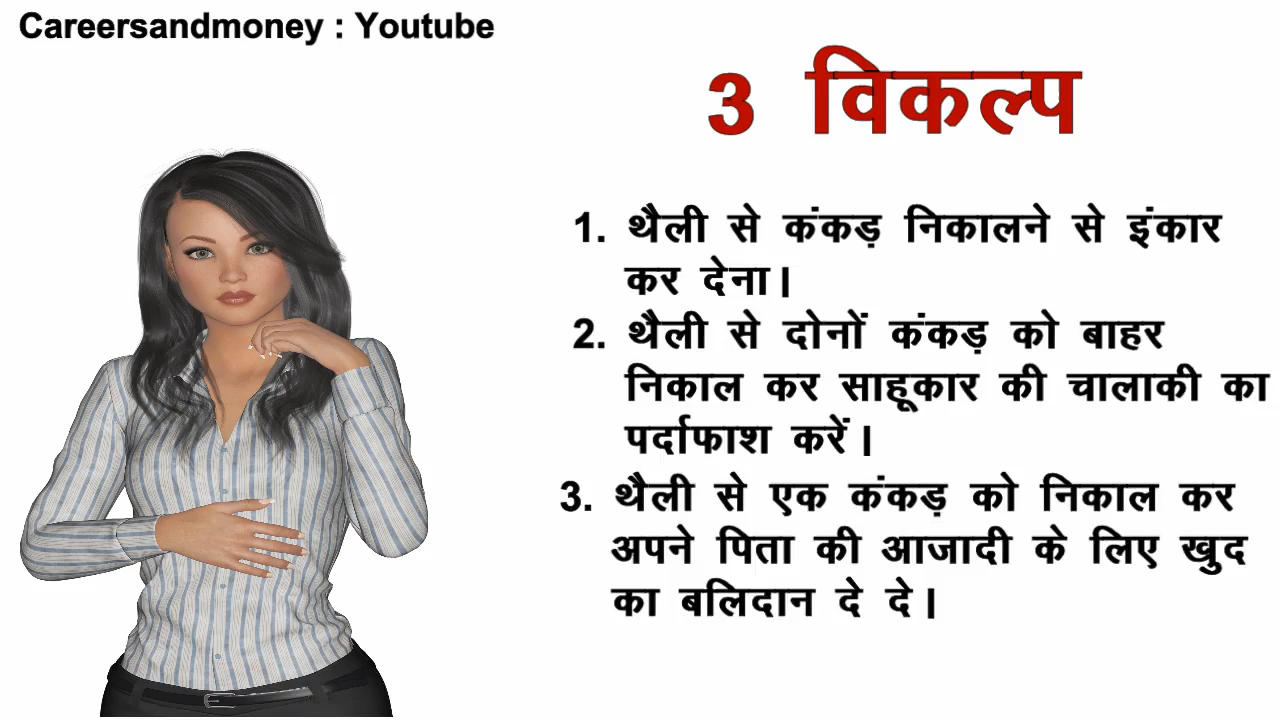 Careersandmoney : Youtube
3 विकल्प
1. थैली से कंकड़ निकालने से इंकार
कर देना।
2. थैली से दोनों कंकड़ को बाहर
निकाल कर साहूकार की चालाकी का
पर्दाफाश करें।
3. थैली से एक कंकड़ को निकाल कर
अपने पिता की आजादी के लिए खुद
का बलिदान दे दे।